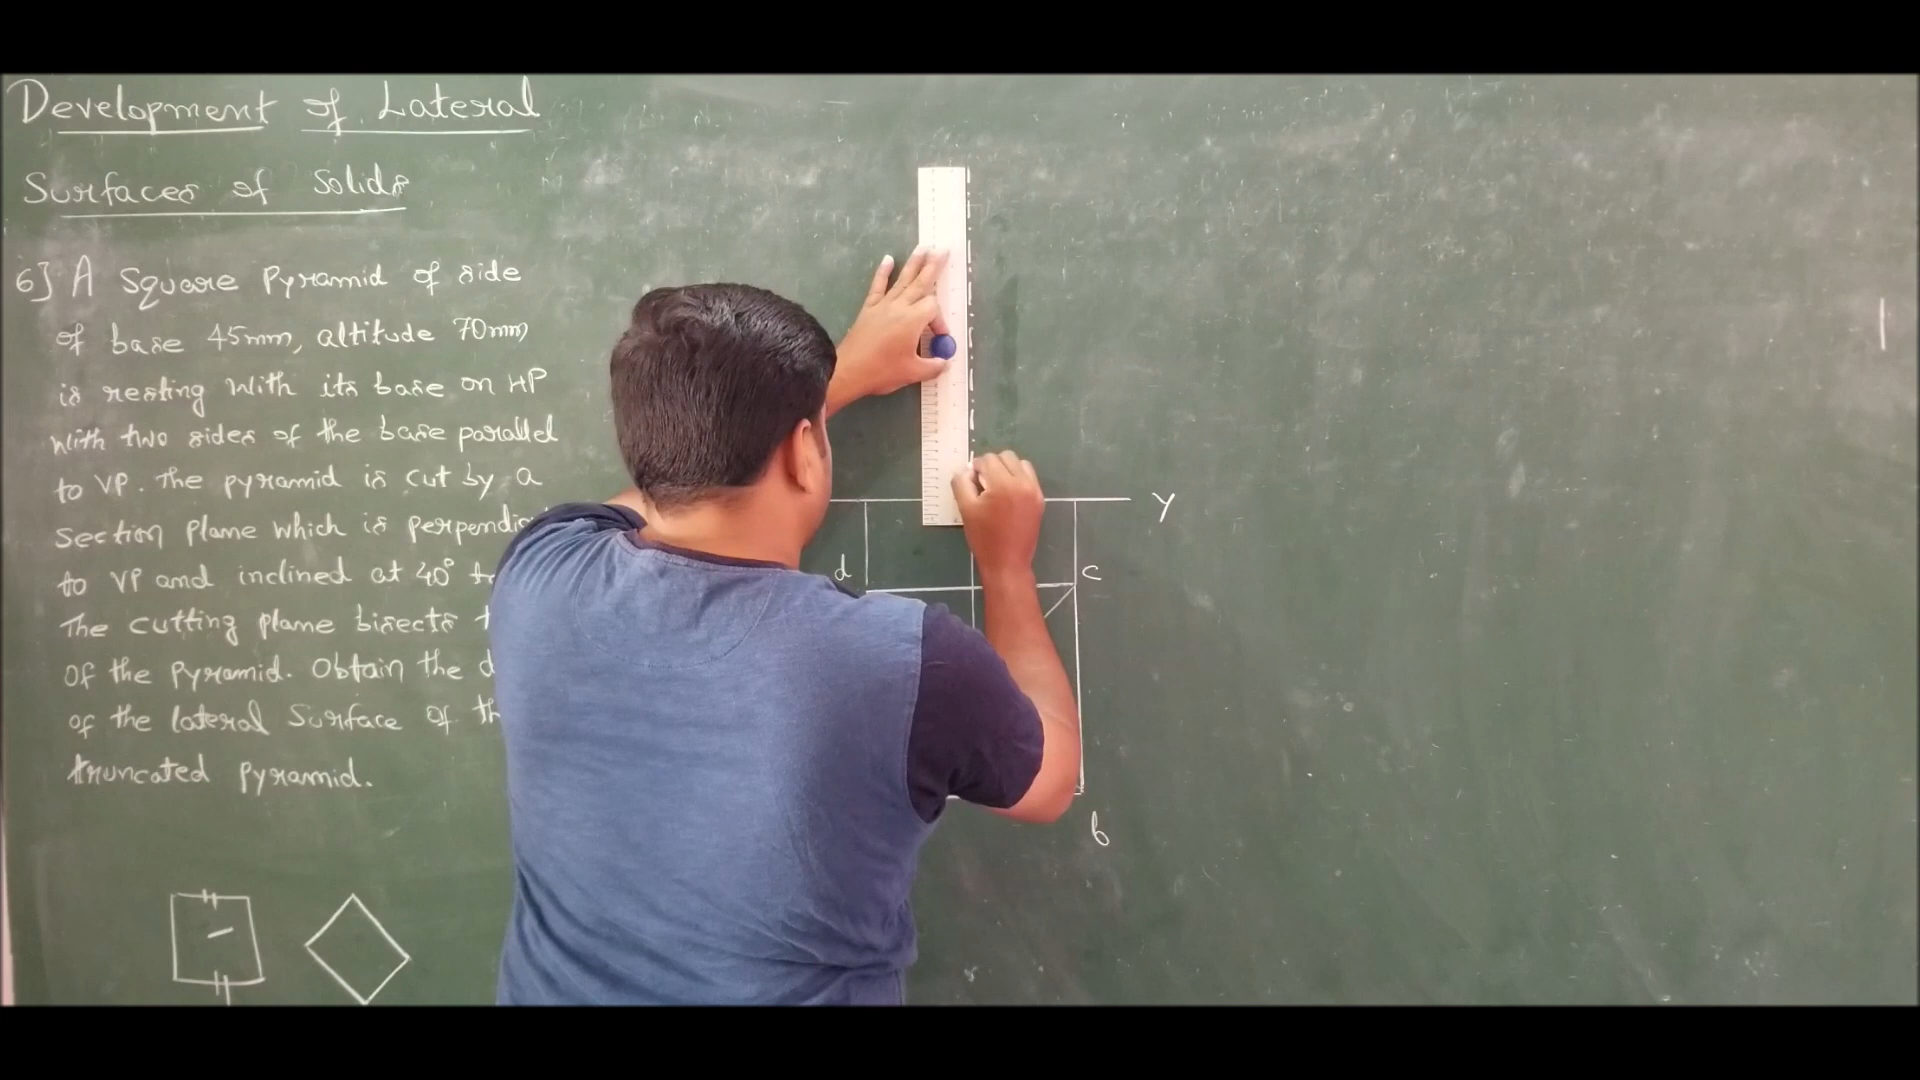 Development of Lateral
Surfaces of Solids
6] A Square Pyramid of side
of base 45mm, altitude 70mm,
is resting with its base on HP
with two sides of the base parallel
to VP. The pyramid is cut by a
section plane which is
to VP and inclined at 40°
The cutting plane bisects
of the Pyramid. Obtain the
of the lateral Surface of
truncated pyramid.
Y
d
c
b